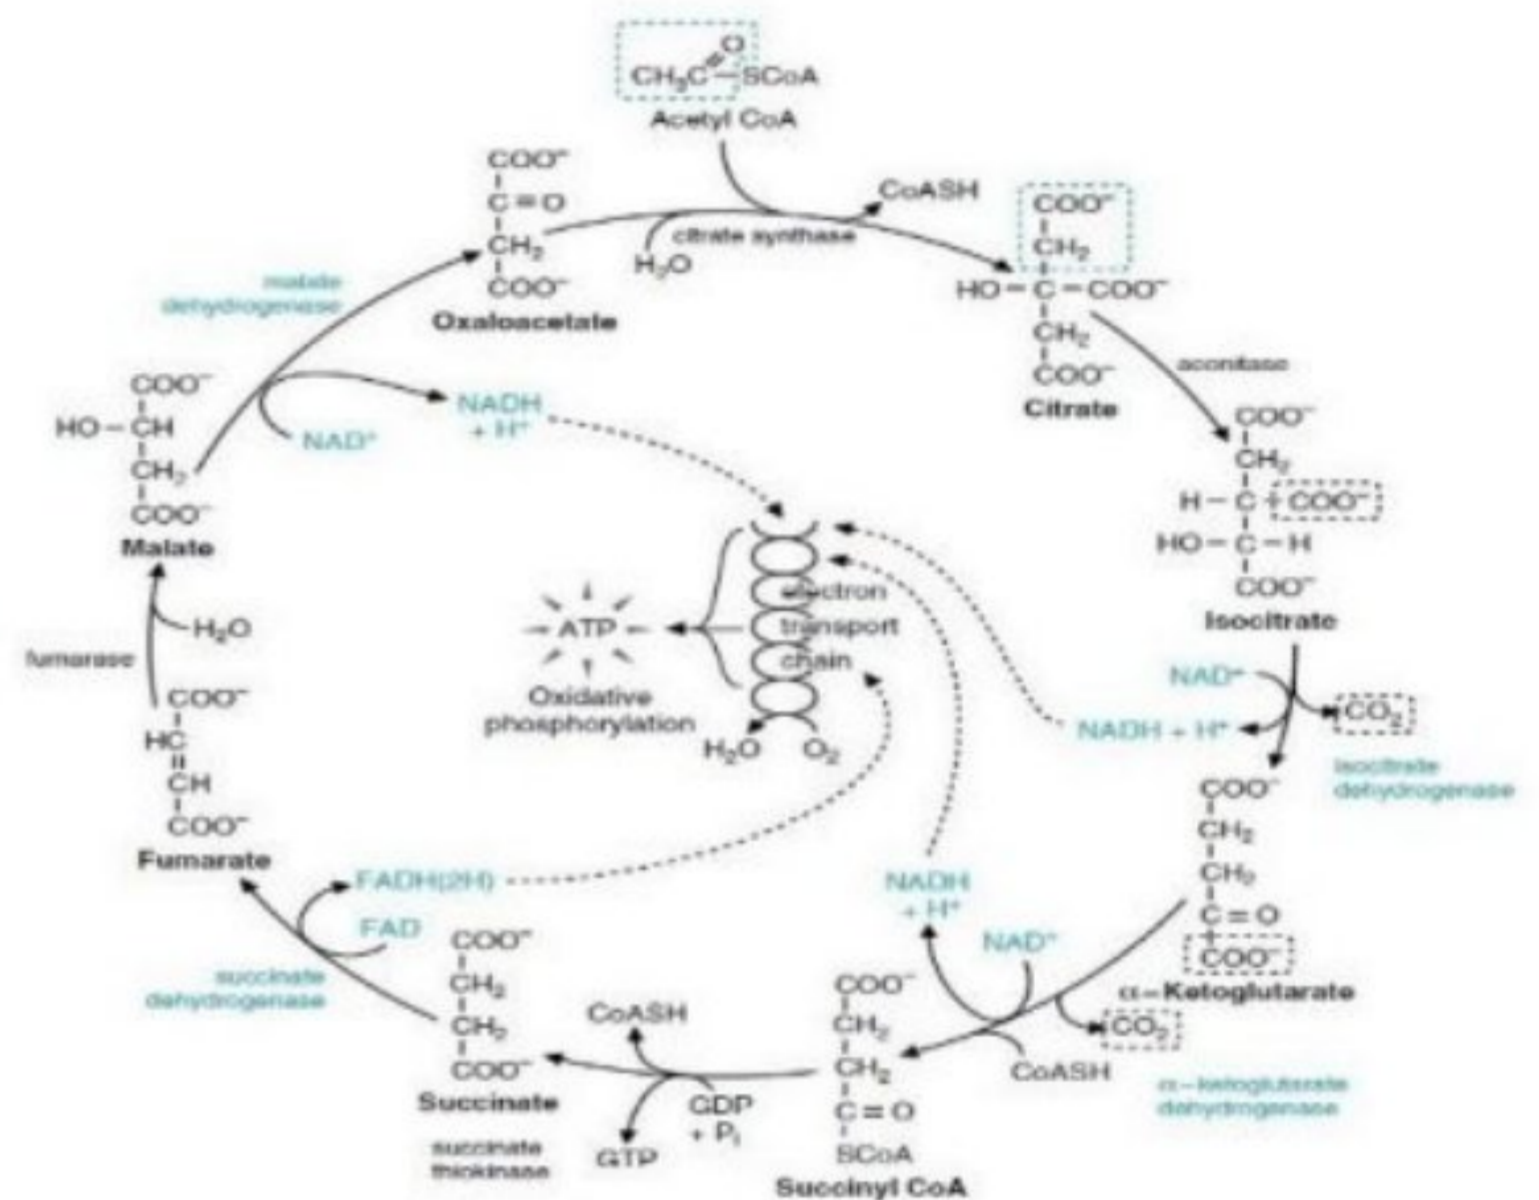 CH₃C
O
SCoA
Acetyl CoA
COO⁻
C=O
CH₂
COO⁻
Oxaloacetate
H₂O
citrate synthase
CoASH
COO⁻
CH₂
HO–C–COO⁻
CH₂
COO⁻
Citrate
aconitase
COO⁻
CH₂
H–C–COO⁻
HO–C–H
COO⁻
Isocitrate
NAD⁺
NADH + H⁺
CO₂
isocitrate
dehydrogenase
COO⁻
CH₂
CH₂
C=O
COO⁻
α–Ketoglutarate
CO₂
NAD⁺
NADH
+ H⁺
CoASH
α–ketoglutarate
dehydrogenase
COO⁻
CH₂
CH₂
C=O
SCoA
Succinyl CoA
GDP
+ Pᵢ
GTP
CoASH
succinate
thiokinase
COO⁻
CH₂
CH₂
COO⁻
Succinate
FAD
FADH(2H)
succinate
dehydrogenase
COO⁻
HC
CH
COO⁻
Fumarate
fumarase
H₂O
COO⁻
HO–CH
CH₂
COO⁻
Malate
malate
dehydrogenase
NAD⁺
NADH
+ H⁺
electron
transport
chain
ATP
Oxidative
phosphorylation
H₂O
O₂